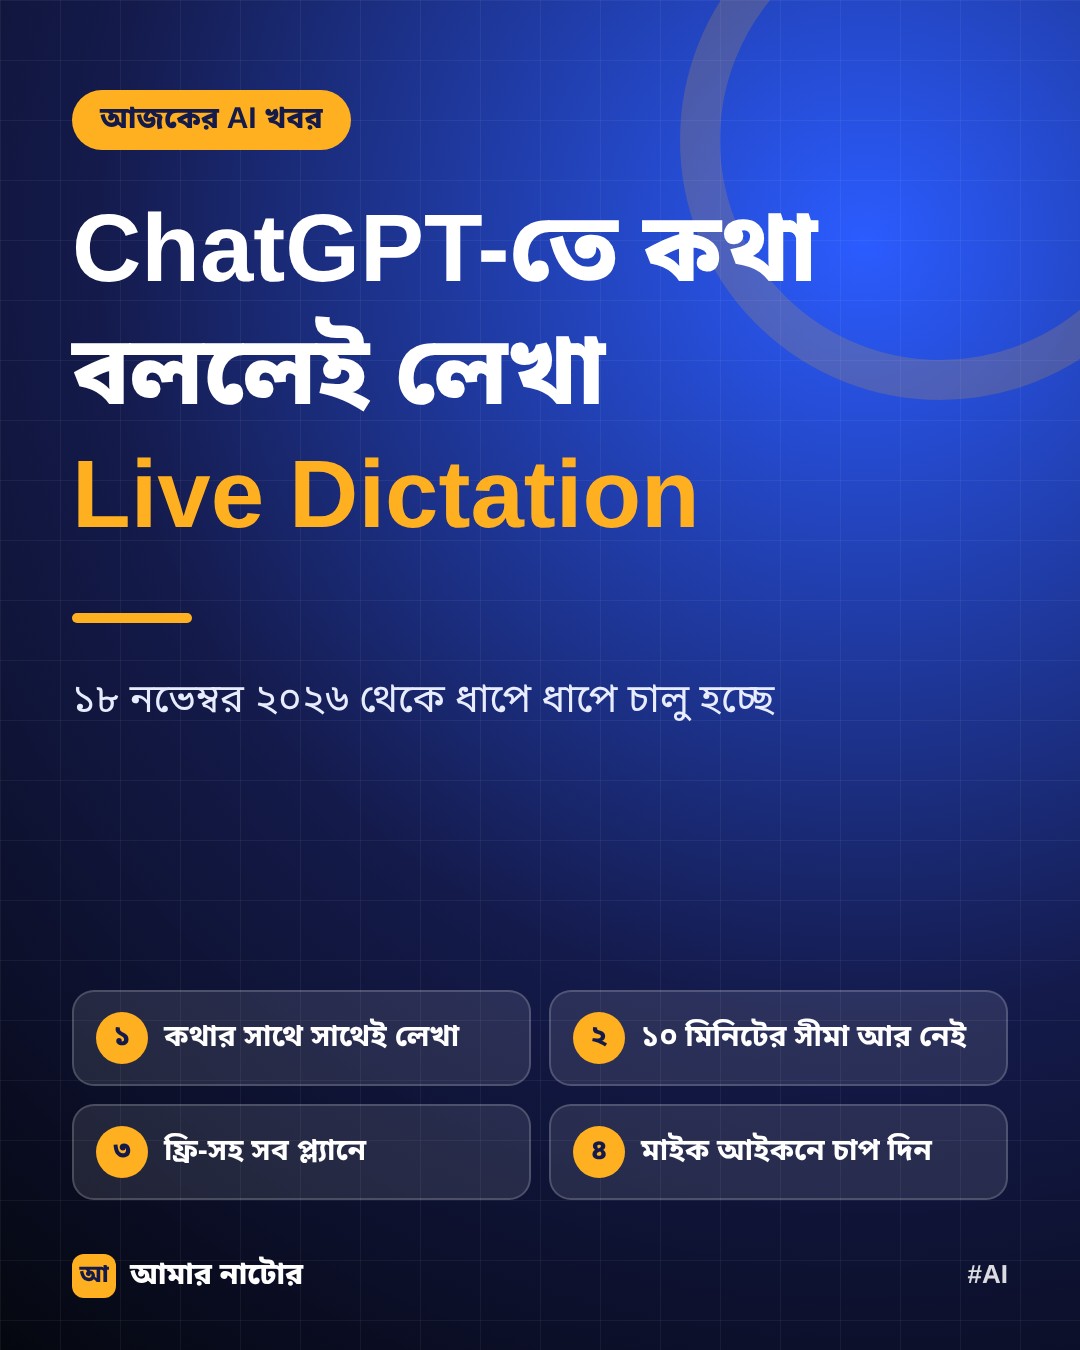 আজকের AI খবর
ChatGPT-তে কথা
বললেই লেখা
Live Dictation
১৮ নভেম্বর ২০২৬ থেকে ধাপে ধাপে চালু হচ্ছে
১ কথার সাথে সাথেই লেখা
২ ১০ মিনিটের সীমা আর নেই
৩ ফ্রি-সহ সব প্ল্যানে
৪ মাইক আইকনে চাপ দিন
আ আমার নাটোর
#AI